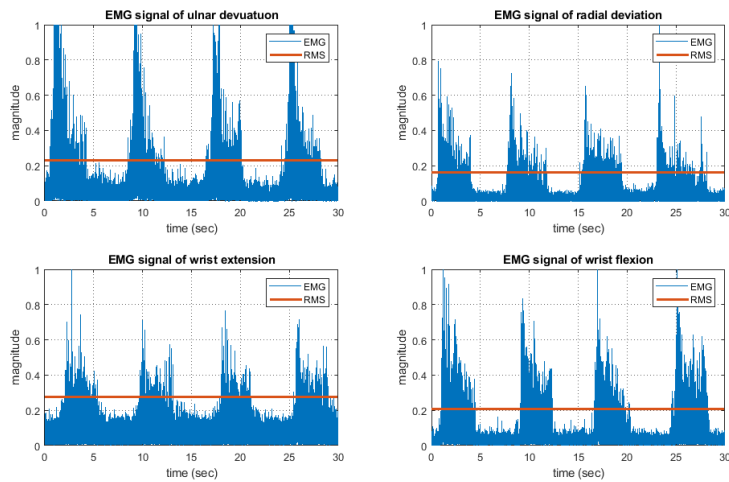 EMG signal of ulnar devuatuon
EMG
RMS
magnitude
1
0.8
0.6
0.4
0.2
0
0 5 10 15 20 25 30
time (sec)
EMG signal of radial deviation
EMG
RMS
magnitude
1
0.8
0.6
0.4
0.2
0
0 5 10 15 20 25 30
time (sec)
EMG signal of wrist extension
EMG
RMS
magnitude
1
0.8
0.6
0.4
0.2
0
0 5 10 15 20 25 30
time (sec)
EMG signal of wrist flexion
EMG
RMS
magnitude
1
0.8
0.6
0.4
0.2
0
0 5 10 15 20 25 30
time (sec)